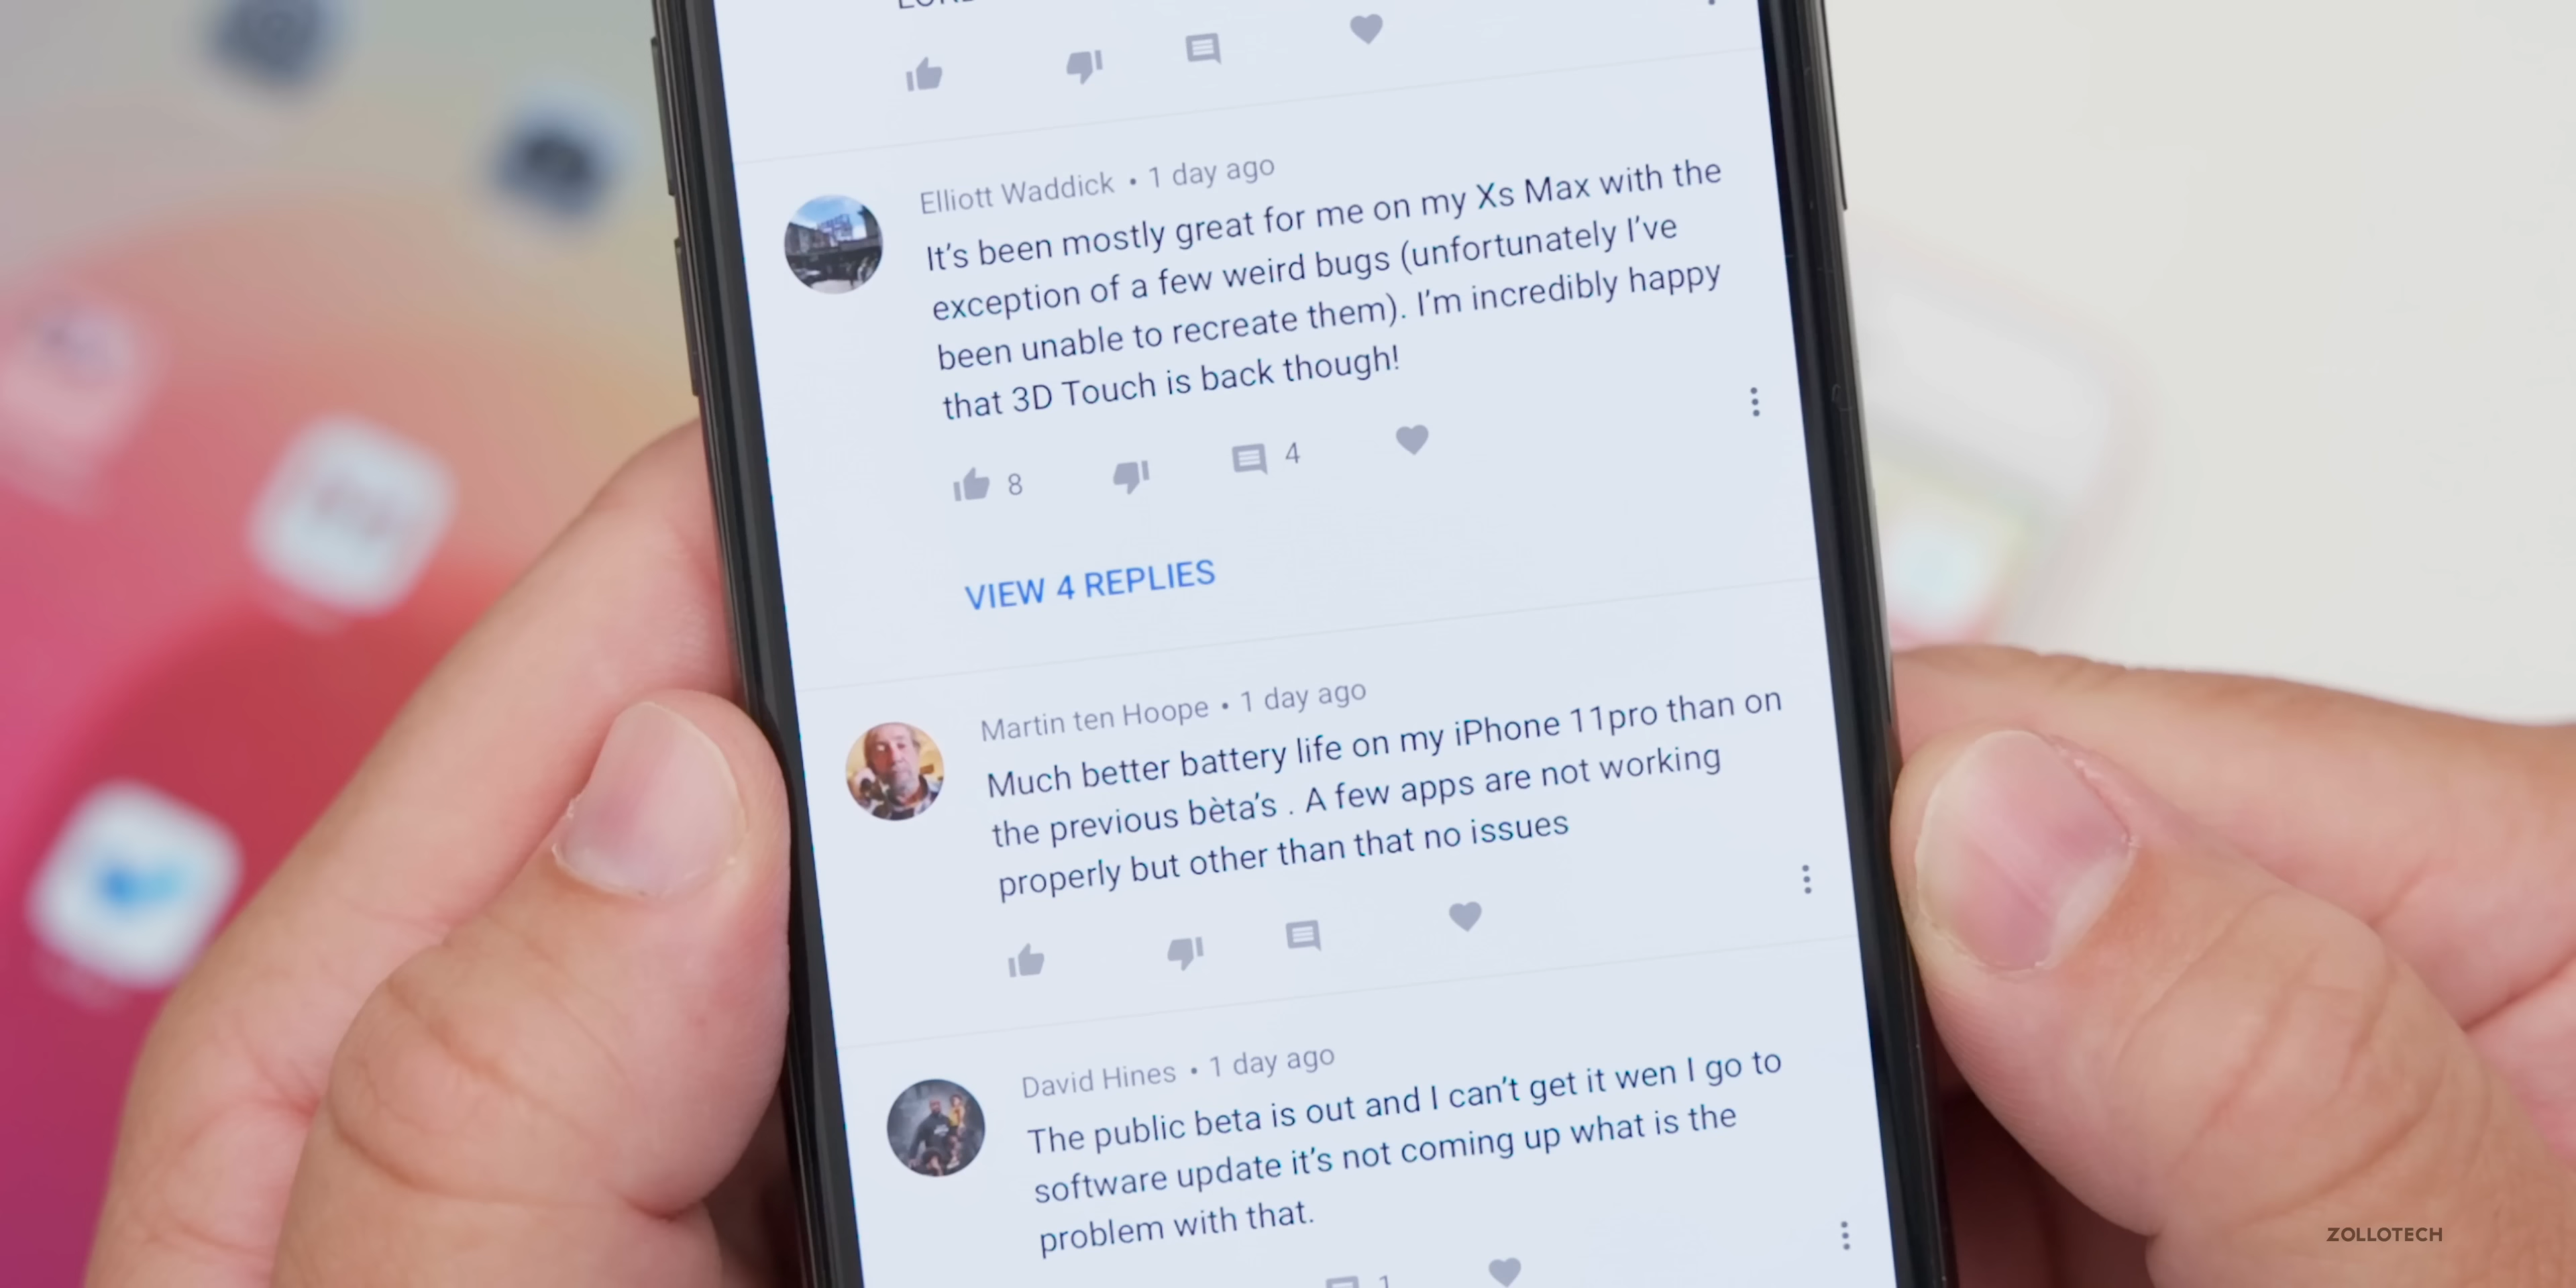 Elliott Waddick • 1 day ago
It's been mostly great for me on my Xs Max with the
exception of a few weird bugs (unfortunately I've
been unable to recreate them). I'm incredibly happy
that 3D Touch is back though!
8
4
VIEW 4 REPLIES
Martin ten Hoope • 1 day ago
Much better battery life on my iPhone 11pro than on
the previous bèta's . A few apps are not working
properly but other than that no issues
David Hines • 1 day ago
The public beta is out and I can't get it wen I go to
software update it's not coming up what is the
problem with that.
1
ZOLLOTECH